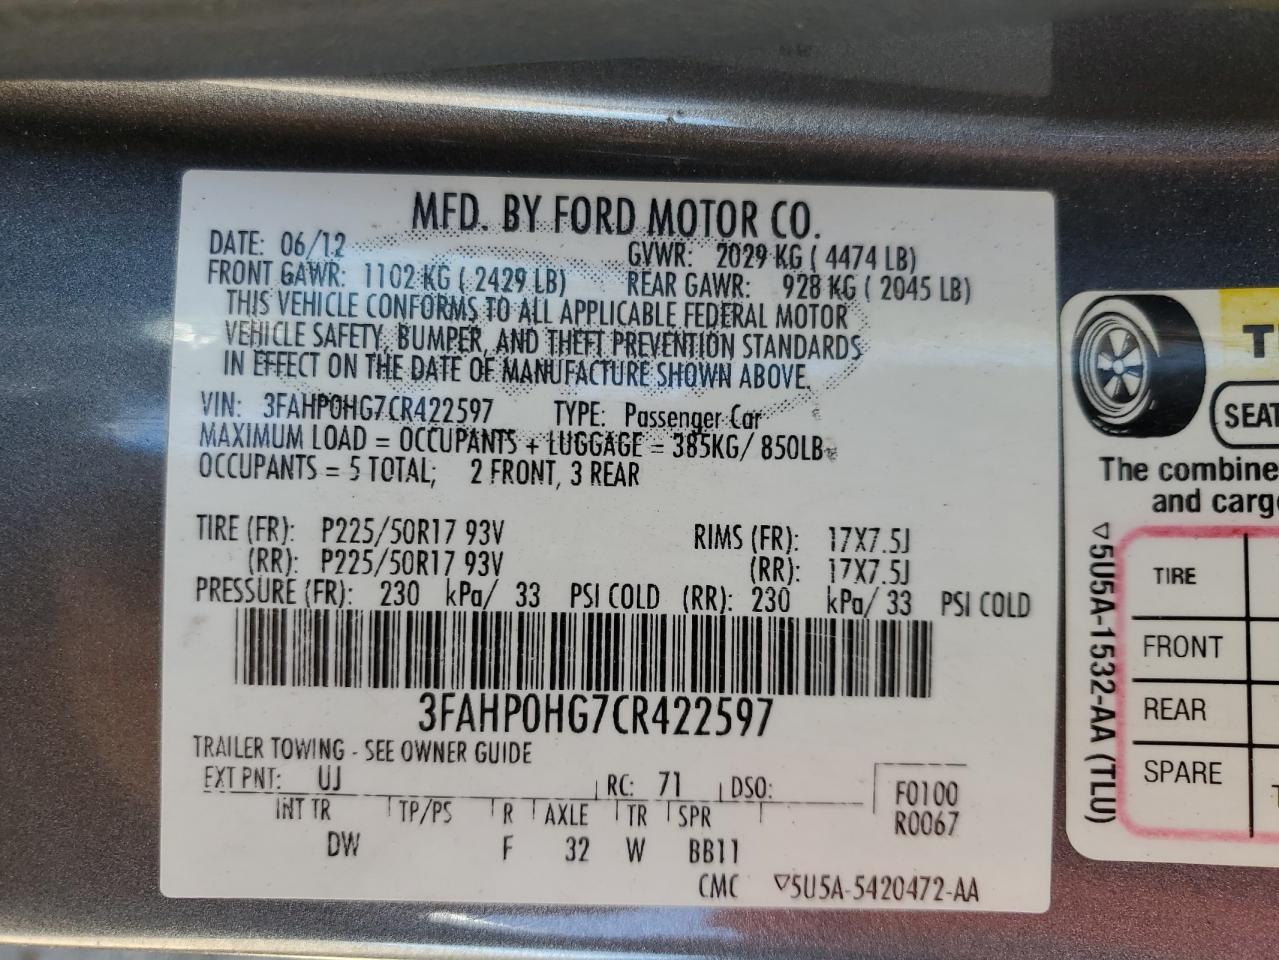 MFD. BY FORD MOTOR CO.
DATE: 06/12 GVWR: 2029 KG ( 4474 LB)
FRONT GAWR: 1102 KG ( 2429 LB) REAR GAWR: 928 KG ( 2045 LB)
THIS VEHICLE CONFORMS TO ALL APPLICABLE FEDERAL MOTOR
VEHICLE SAFETY, BUMPER, AND THEFT PREVENTION STANDARDS
IN EFFECT ON THE DATE OF MANUFACTURE SHOWN ABOVE.
VIN: 3FAHP0HG7CR422597 TYPE: Passenger Car
MAXIMUM LOAD = OCCUPANTS + LUGGAGE = 385KG/ 850LB
OCCUPANTS = 5 TOTAL; 2 FRONT, 3 REAR
TIRE (FR): P225/50R17 93V RIMS (FR): 17X7.5J
(RR): P225/50R17 93V (RR): 17X7.5J
PRESSURE (FR): 230 kPa/ 33 PSI COLD (RR): 230 kPa/ 33 PSI COLD
3FAHP0HG7CR422597
TRAILER TOWING - SEE OWNER GUIDE
EXT PNT: UJ RC: 71 DSO:
INT TR TP/PS R AXLE TR SPR F0100
R0067
DW F 32 W BB11
CMC ▽5U5A-5420472-AA
T
SEAT
The combine
and cargo
▽5U5A-1532-AA (TLU)
TIRE
FRONT
REAR
SPARE